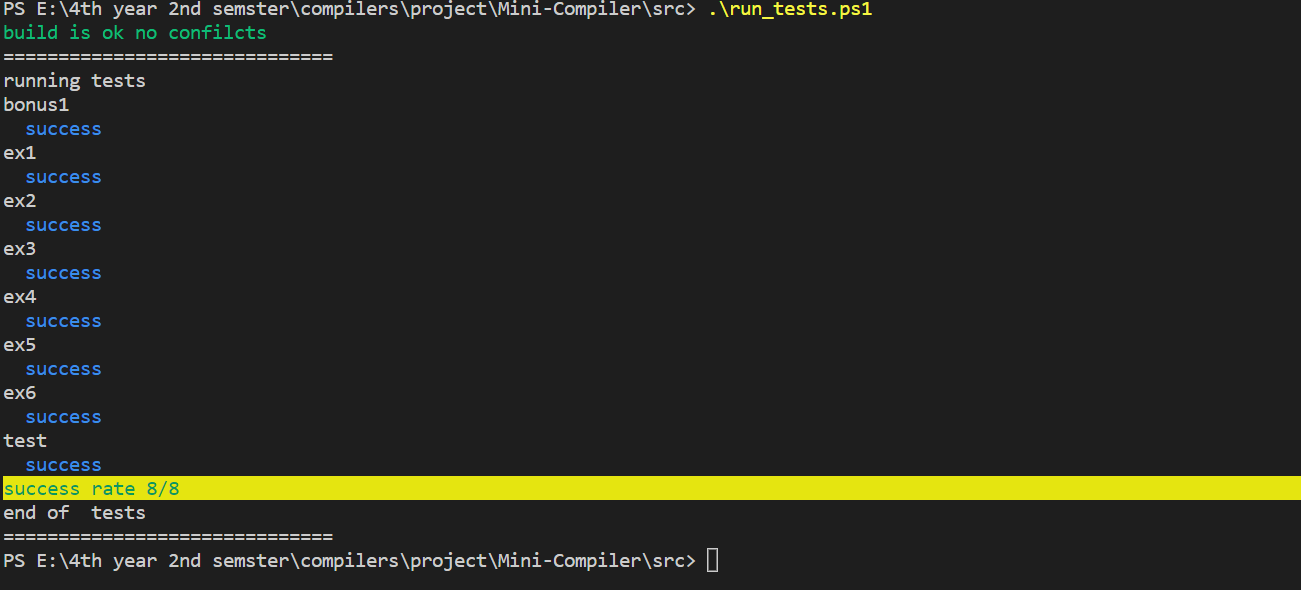 PS E:\4th year 2nd semster\compilers\project\Mini-Compiler\src> .\run_tests.ps1
build is ok no confilcts
==============================
running tests
bonus1
  success
ex1
  success
ex2
  success
ex3
  success
ex4
  success
ex5
  success
ex6
  success
test
  success
success rate 8/8
end of  tests
==============================
PS E:\4th year 2nd semster\compilers\project\Mini-Compiler\src>